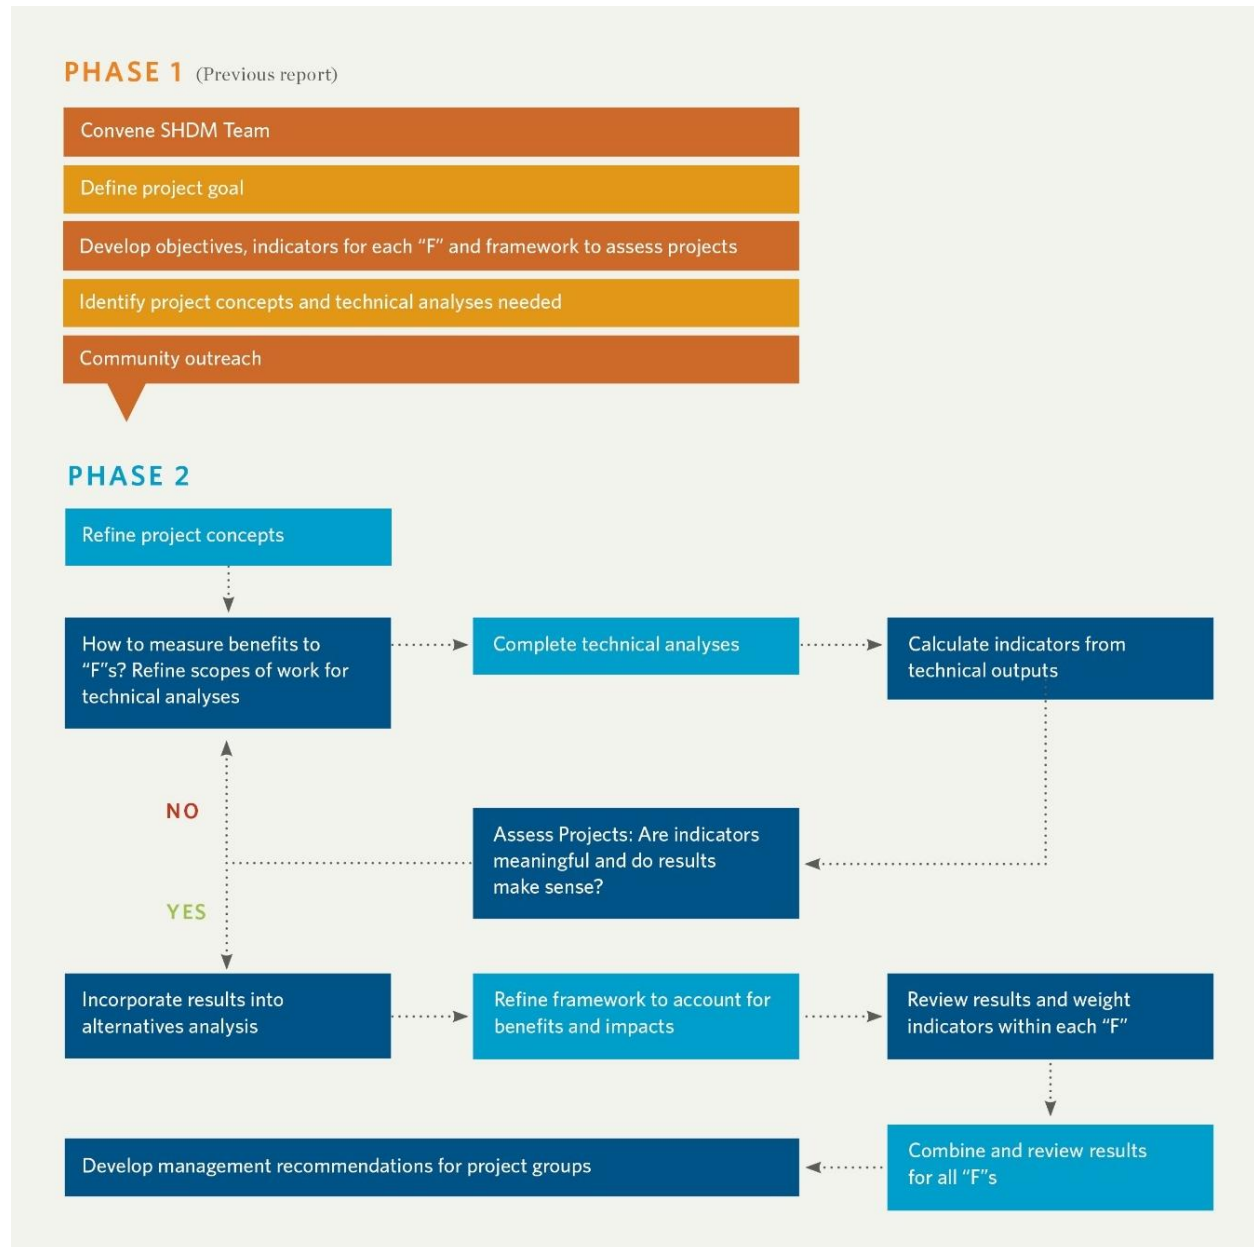 PHASE 1 (Previous report)
Convene SHDM Team
Define project goal
Develop objectives, indicators for each “F” and framework to assess projects
Identify project concepts and technical analyses needed
Community outreach
PHASE 2
Refine project concepts
How to measure benefits to
“F”s? Refine scopes of work for
technical analyses
Complete technical analyses
Calculate indicators from
technical outputs
NO
Assess Projects: Are indicators
meaningful and do results
make sense?
YES
Incorporate results into
alternatives analysis
Refine framework to account for
benefits and impacts
Review results and weight
indicators within each “F”
Combine and review results
for all “F”s
Develop management recommendations for project groups